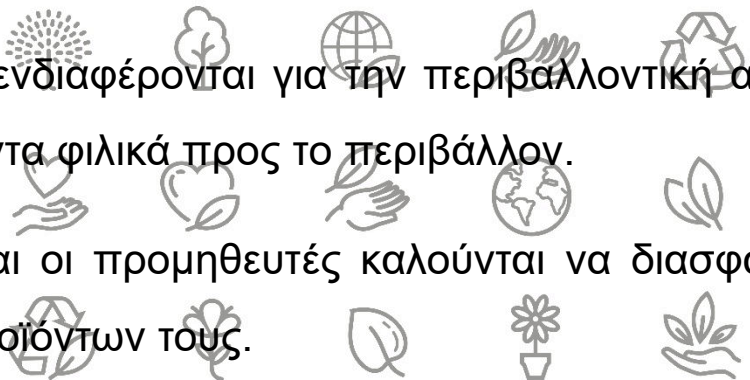 ενδιαφέρονται για την περιβαλλοντική α
ντα φιλικά προς το περιβάλλον.
αι οι προμηθευτές καλούνται να διασφα
οϊόντων τους.